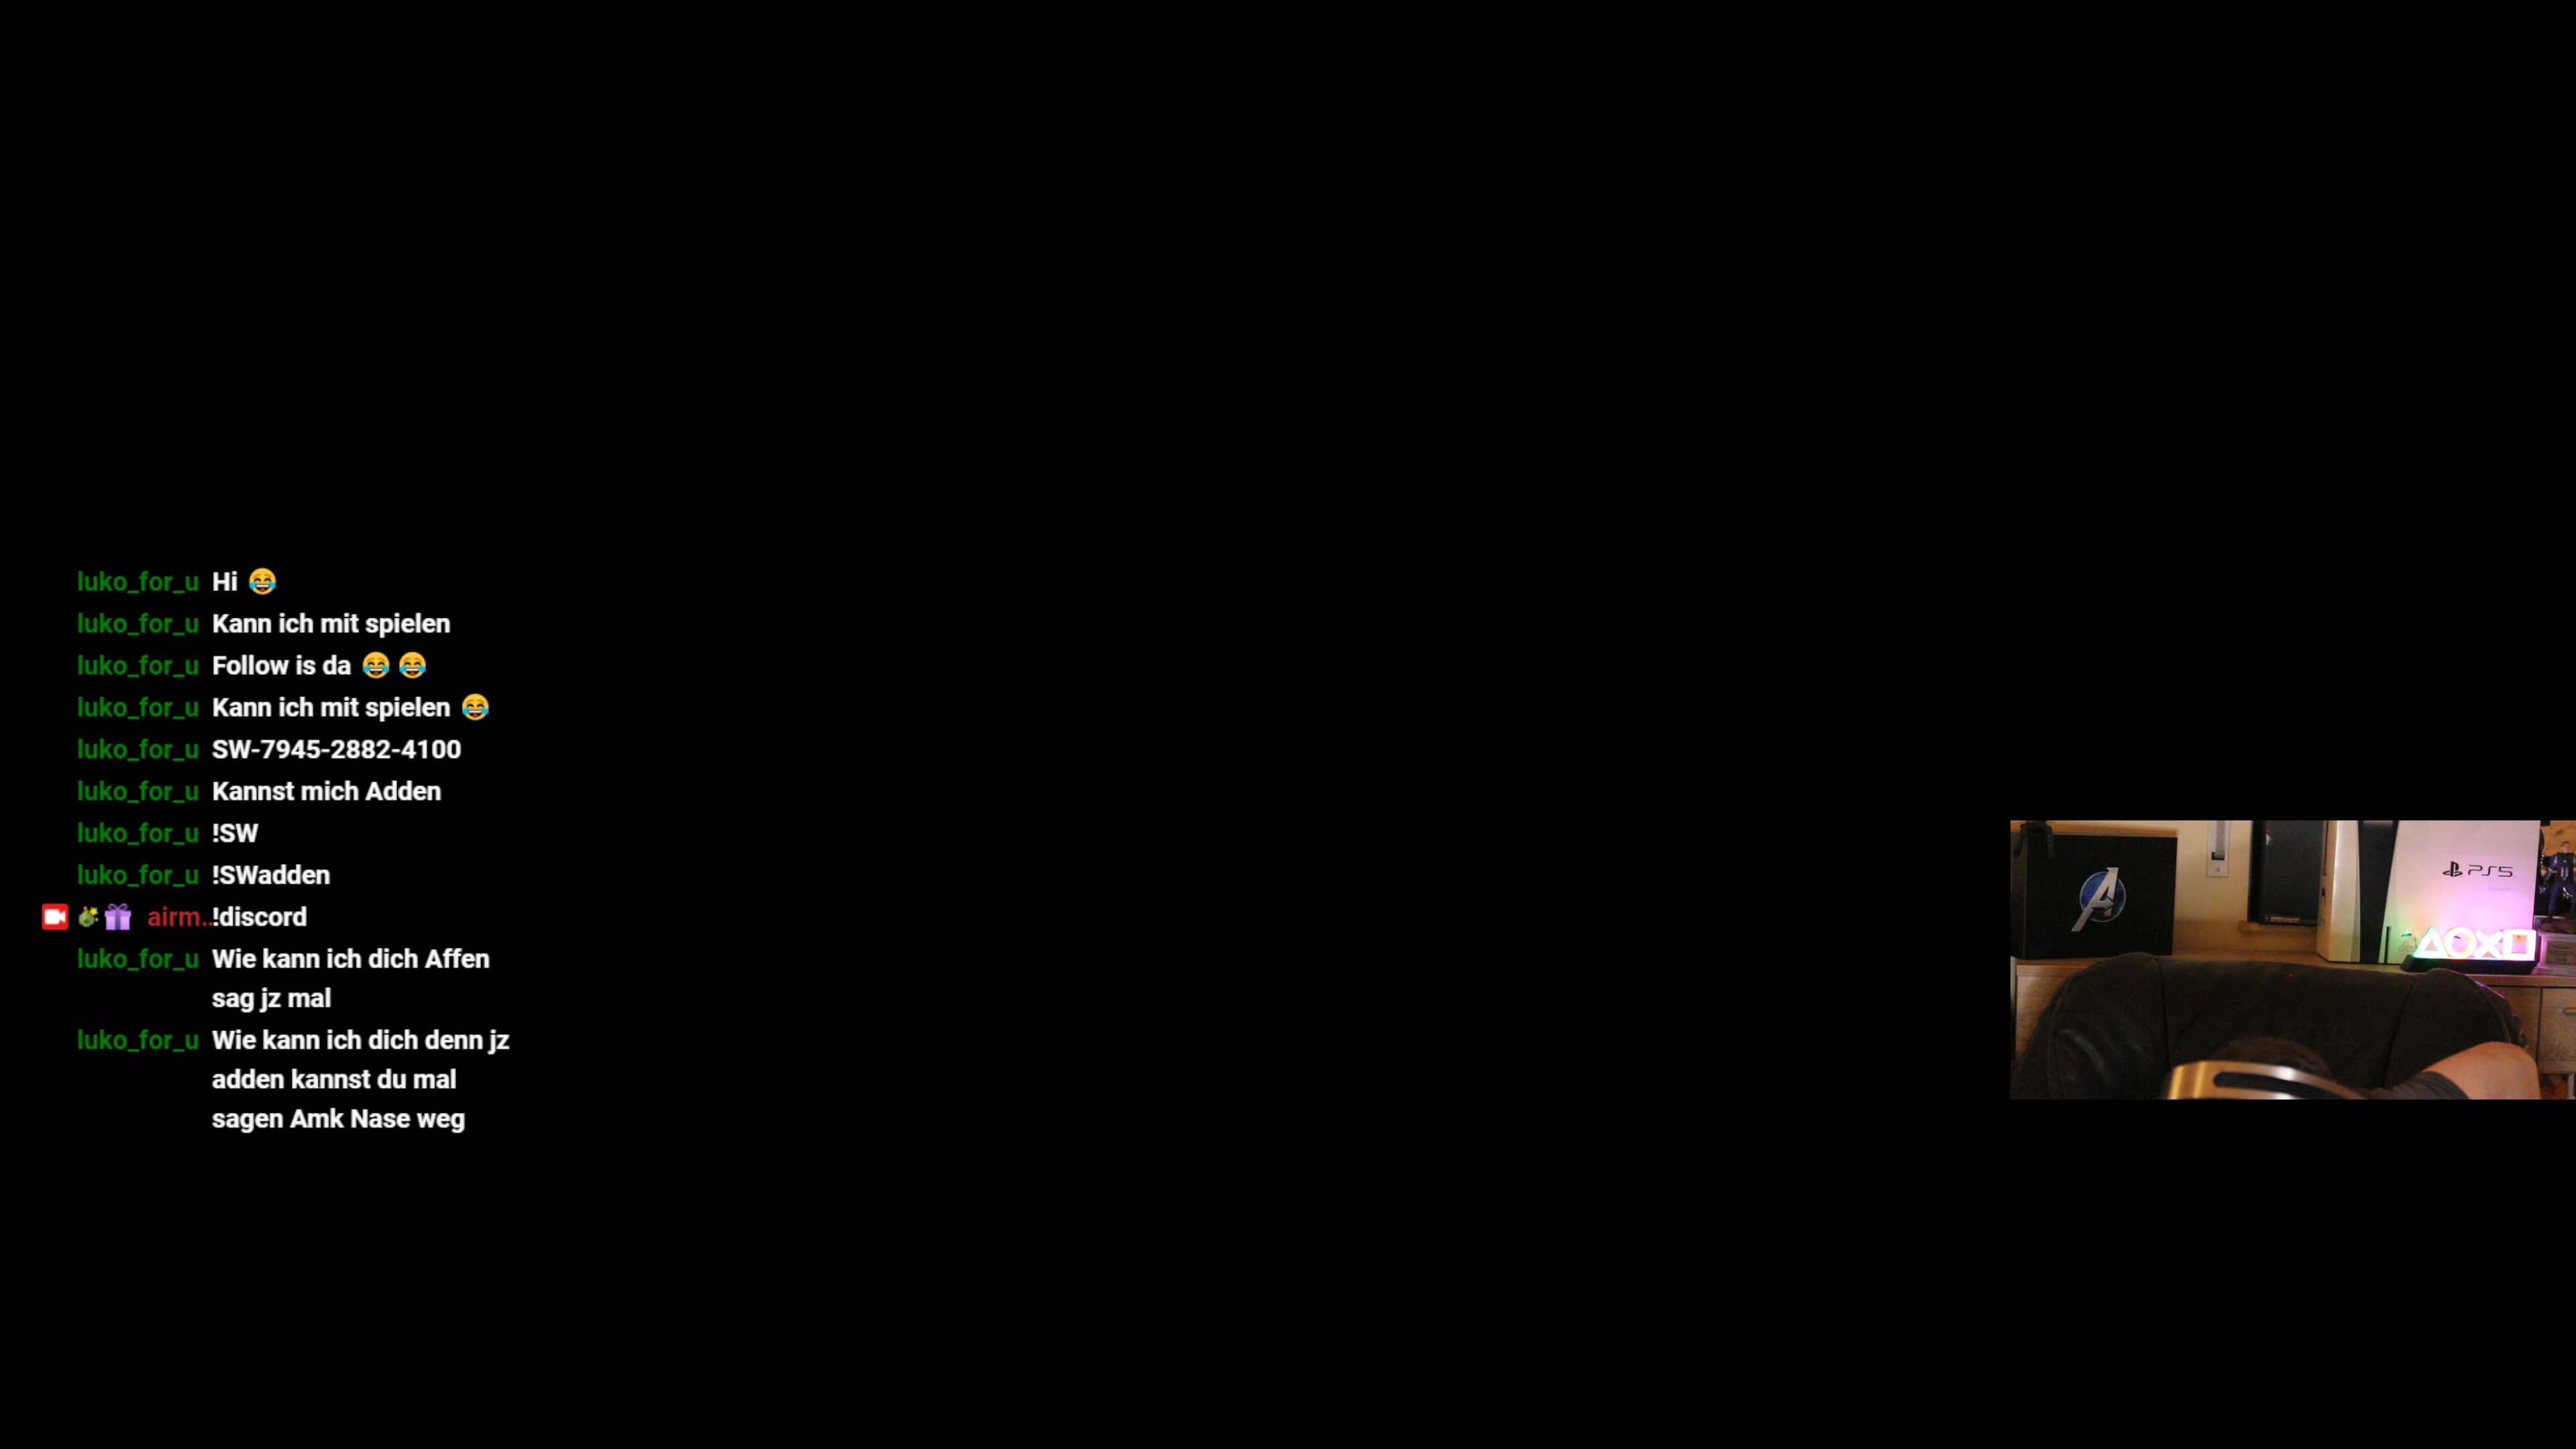 luko_for_u Hi 😂
luko_for_u Kann ich mit spielen
luko_for_u Follow is da 😂 😂
luko_for_u Kann ich mit spielen 😂
luko_for_u SW-7945-2882-4100
luko_for_u Kannst mich Adden
luko_for_u !SW
luko_for_u !SWadden
airm..!discord
luko_for_u Wie kann ich dich Affen
sag jz mal
luko_for_u Wie kann ich dich denn jz
adden kannst du mal
sagen Amk Nase weg
PS5